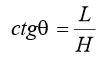 ctgθ = L/H